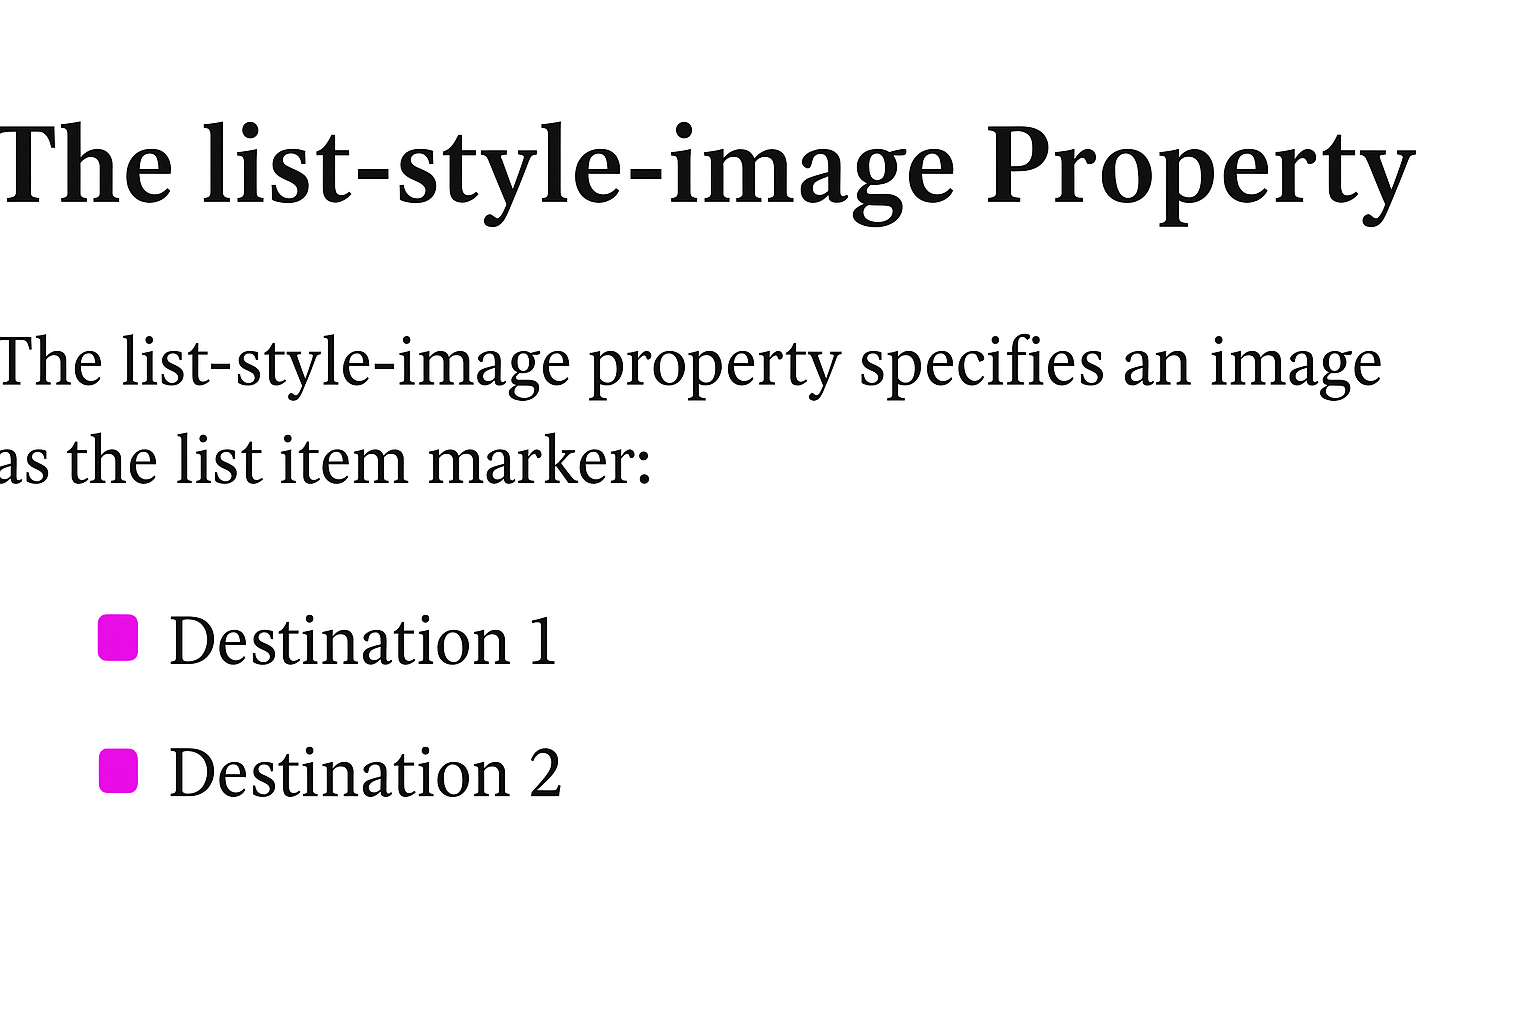 The list-style-image Property
The list-style-image property specifies an image
as the list item marker:
Destination 1
Destination 2